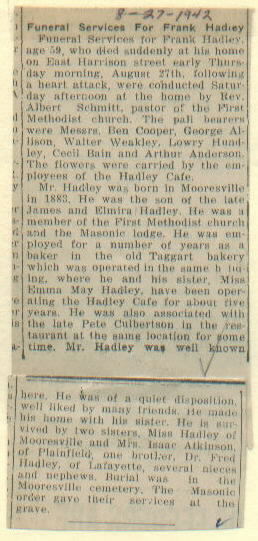 8-27-1942
Funeral Services For Frank Hadley
Funeral Services for Frank Hadley,
age 59, who died suddenly at his home
on East Harrison street early Thurs-
day morning, August 27th, following
a heart attack, were conducted Satur-
day afternoon at the home by Rev.
Albert Schmitt, pastor of the First
Methodist church. The pall bearers
were Messrs. Ben Cooper, George Al-
lison, Walter Weakley, Lowry Hund-
ley, Cecil Bain and Arthur Anderson.
The flowers were carried by the em-
ployees of the Hadley Cafe.
Mr. Hadley was born in Mooresville
in 1883. He was the son of the late
James and Elmira Hadley. He was a
member of the First Methodist church
and the Masonic lodge. He was em-
ployed for a number of years as a
baker in the old Taggart bakery
which was operated in the same
ing, where he and his sister, Miss
Emma May Hadley, have been oper-
ating the Hadley Cafe for about five
years. He was also associated with
the late Pete Culbertson in the res-
taurant at the same location for some
time. Mr. Hadley was well known
here. He was of a quiet disposition,
well liked by many friends. He made
his home with his sister. He is sur-
vived by two sisters, Miss Hadley of
Mooresville and Mrs. Isaac Atkinson,
of Plainfield, one brother, Dr. Fred
Hadley, of Lafayette, several nieces
and nephews. Burial was in the
Mooresville cemetery. The Masonic
order gave their services at the
grave.